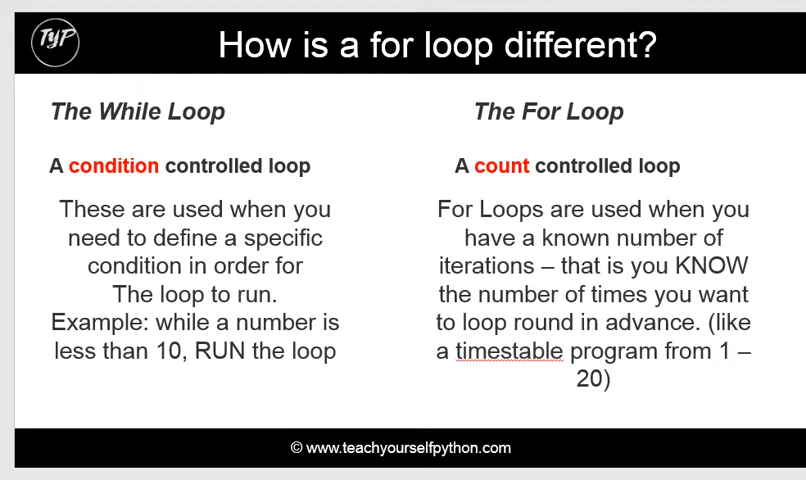 TyP
How is a for loop different?
The While Loop
A condition controlled loop
These are used when you
need to define a specific
condition in order for
The loop to run.
Example: while a number is
less than 10, RUN the loop
The For Loop
A count controlled loop
For Loops are used when you
have a known number of
iterations – that is you KNOW
the number of times you want
to loop round in advance. (like
a timestable program from 1 –
20)
© www.teachyourselfpython.com